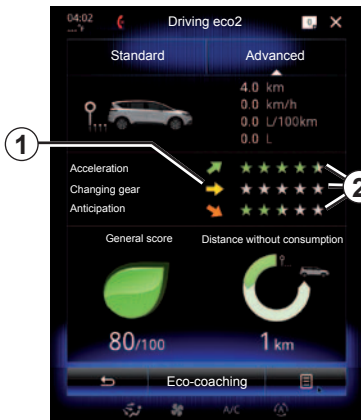 04:02
Driving eco2
Standard
Advanced
4.0 km
0.0 km/h
0.0 L/100km
0.0 L
1
Acceleration
Changing gear
2
Anticipation
General score
Distance without consumption
80/100
1 km
Eco-coaching
A/C